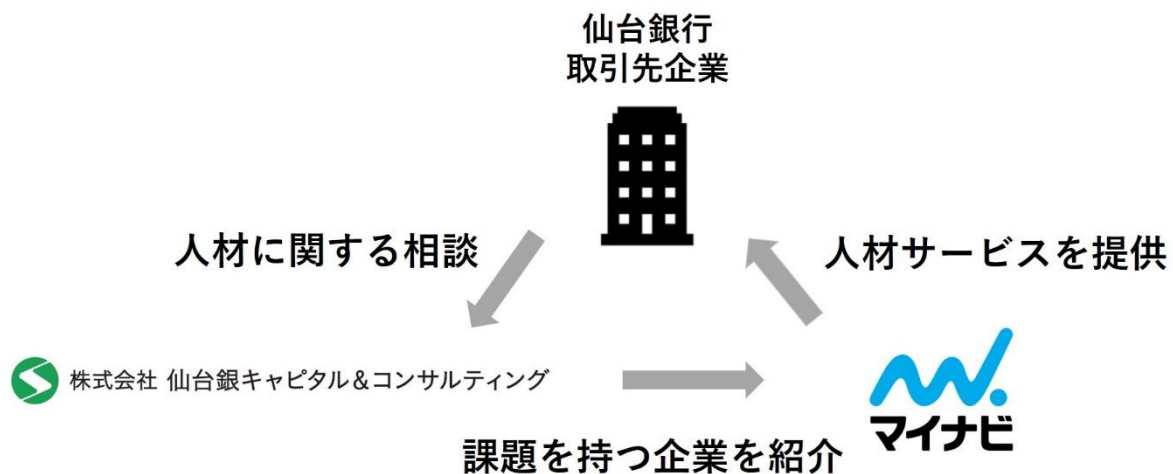 仙台銀行
取引先企業
人材に関する相談
人材サービスを提供
株式会社 仙台銀キャピタル＆コンサルティング
マイナビ
課題を持つ企業を紹介